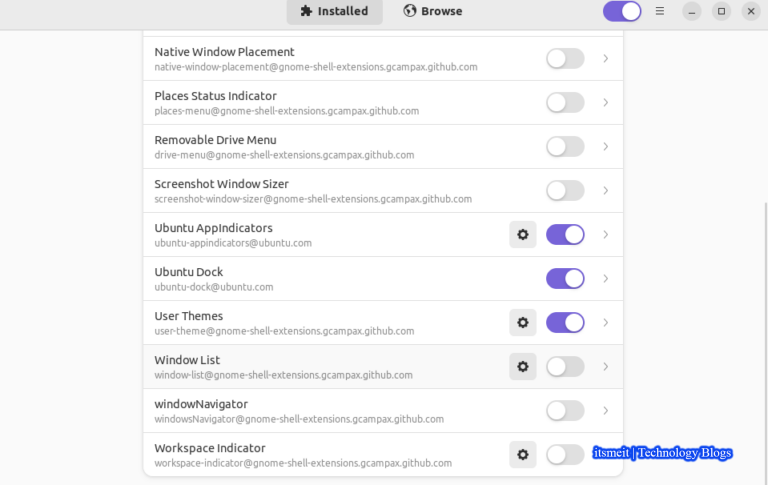 Installed Browse
Native Window Placement
native-window-placement@gnome-shell-extensions.gcampax.github.com
Places Status Indicator
places-menu@gnome-shell-extensions.gcampax.github.com
Removable Drive Menu
drive-menu@gnome-shell-extensions.gcampax.github.com
Screenshot Window Sizer
screenshot-window-sizer@gnome-shell-extensions.gcampax.github.com
Ubuntu AppIndicators
ubuntu-appindicators@ubuntu.com
Ubuntu Dock
ubuntu-dock@ubuntu.com
User Themes
user-theme@gnome-shell-extensions.gcampax.github.com
Window List
window-list@gnome-shell-extensions.gcampax.github.com
windowNavigator
windowsNavigator@gnome-shell-extensions.gcampax.github.com
Workspace Indicator
workspace-indicator@gnome-shell-extensions.gcampax.github.com
itsmeit | Technology Blogs